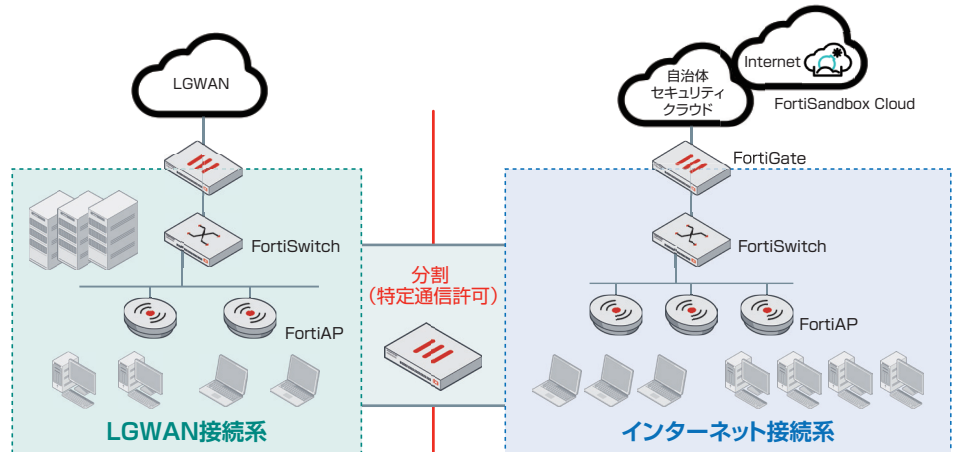 LGWAN
Internet
自治体
セキュリティ
クラウド
FortiSandbox Cloud
FortiGate
FortiSwitch
FortiSwitch
分割
（特定通信許可）
FortiAP
FortiAP
LGWAN接続系
インターネット接続系